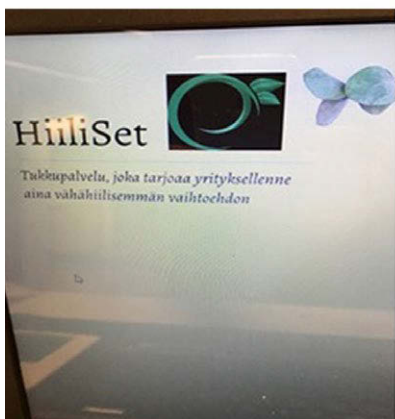 HiiliSet
Tukkupalvelu, joka tarjoaa yrityksellenne
aina vähähiilisemmän vaihtoehdon